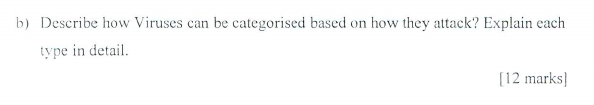 b) Describe how Viruses can be categorised based on how they attack? Explain each
type in detail.
[12 marks]